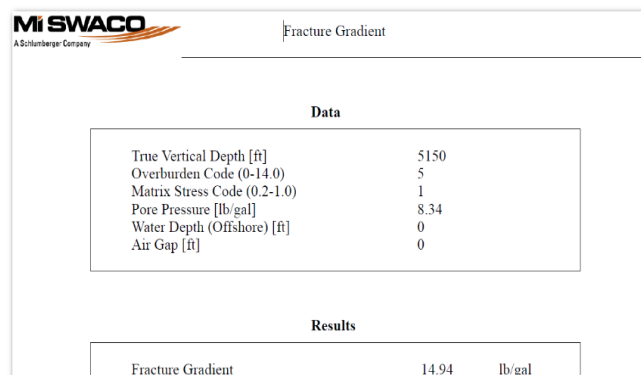 Mi SWACO
A Schlumberger Company
Fracture Gradient
Data
True Vertical Depth [ft] 5150
Overburden Code (0-14.0) 5
Matrix Stress Code (0.2-1.0) 1
Pore Pressure [lb/gal] 8.34
Water Depth (Offshore) [ft] 0
Air Gap [ft] 0
Results
Fracture Gradient 14.94 lb/gal